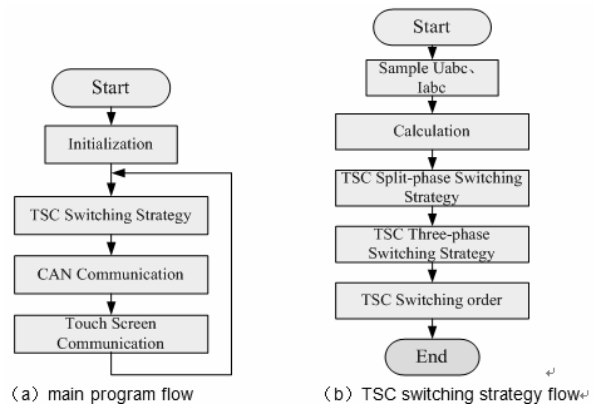 Start
Initialization
TSC Switching Strategy
CAN Communication
Touch Screen
Communication
(a) main program flow
Start
Sample Uabc、
Iabc
Calculation
TSC Split-phase Switching
Strategy
TSC Three-phase
Switching Strategy
TSC Switching order
End
(b) TSC switching strategy flow